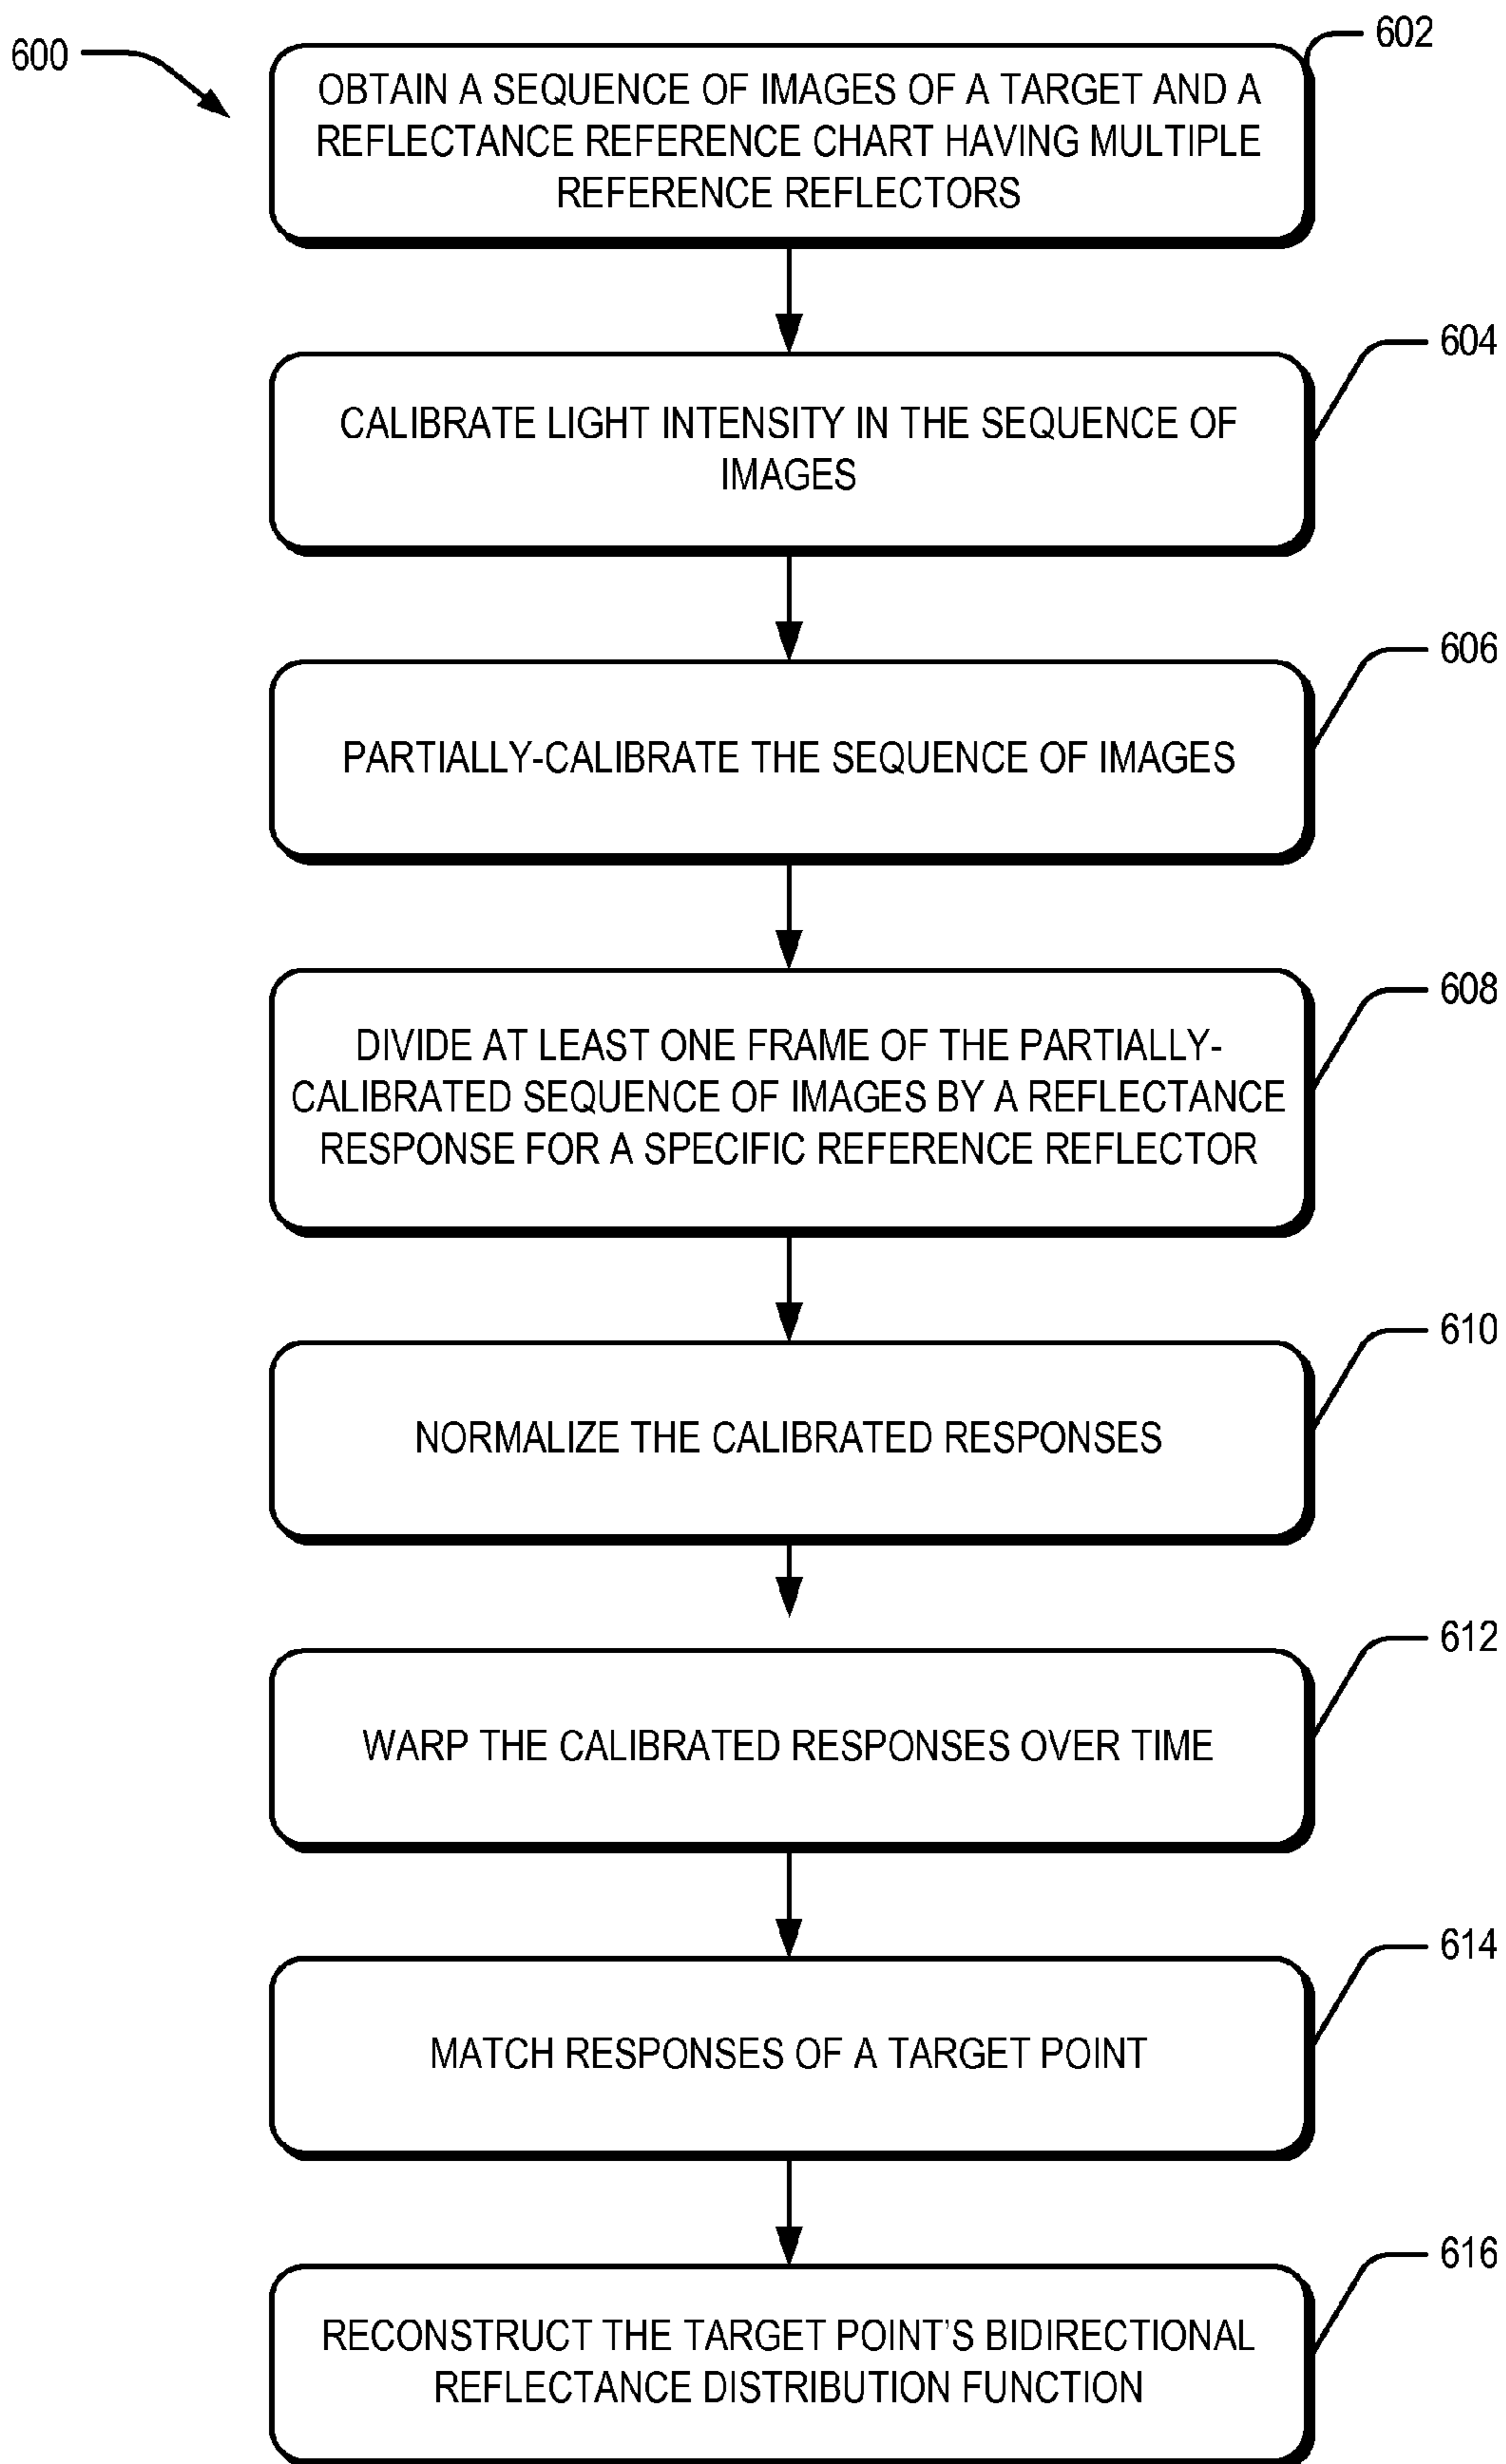 600
602
OBTAIN A SEQUENCE OF IMAGES OF A TARGET AND A
REFLECTANCE REFERENCE CHART HAVING MULTIPLE
REFERENCE REFLECTORS
604
CALIBRATE LIGHT INTENSITY IN THE SEQUENCE OF
IMAGES
606
PARTIALLY-CALIBRATE THE SEQUENCE OF IMAGES
608
DIVIDE AT LEAST ONE FRAME OF THE PARTIALLY-
CALIBRATED SEQUENCE OF IMAGES BY A REFLECTANCE
RESPONSE FOR A SPECIFIC REFERENCE REFLECTOR
610
NORMALIZE THE CALIBRATED RESPONSES
612
WARP THE CALIBRATED RESPONSES OVER TIME
614
MATCH RESPONSES OF A TARGET POINT
616
RECONSTRUCT THE TARGET POINT'S BIDIRECTIONAL
REFLECTANCE DISTRIBUTION FUNCTION